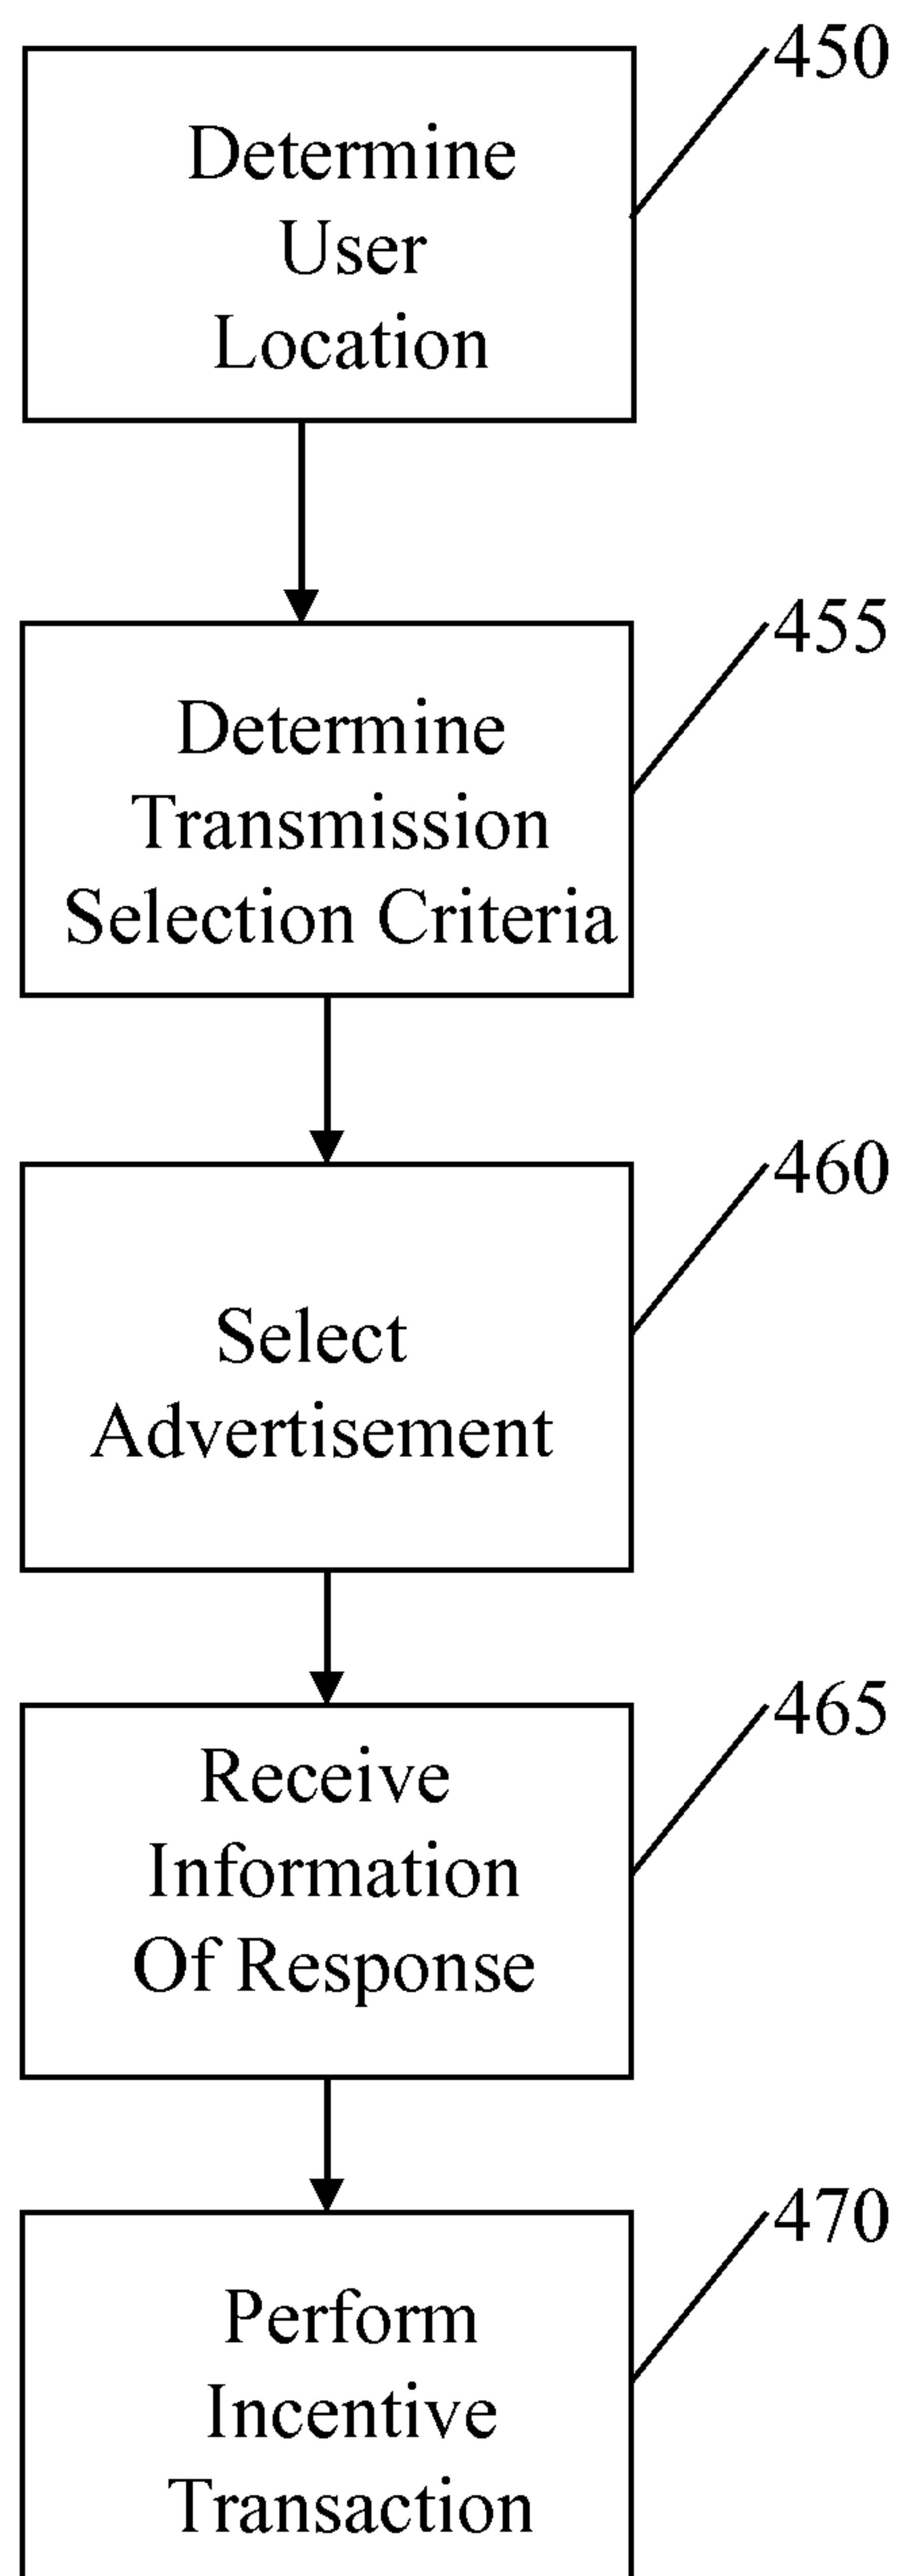 450
Determine
User
Location
455
Determine
Transmission
Selection Criteria
460
Select
Advertisement
465
Receive
Information
Of Response
470
Perform
Incentive
Transaction